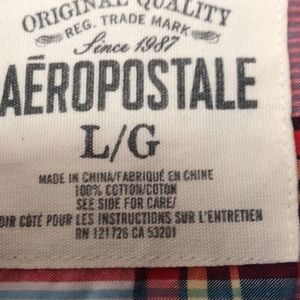 ORIGINAL QUALITY
REG. TRADE MARK
Since 1987
AÉROPOSTALE
L/G
MADE IN CHINA/FABRIQUÉ EN CHINE
100% COTTON/COTON
SEE SIDE FOR CARE/
OIR CÔTÉ POUR LES INSTRUCTIONS SUR L'ENTRETIEN
RN 121726 CA 53201